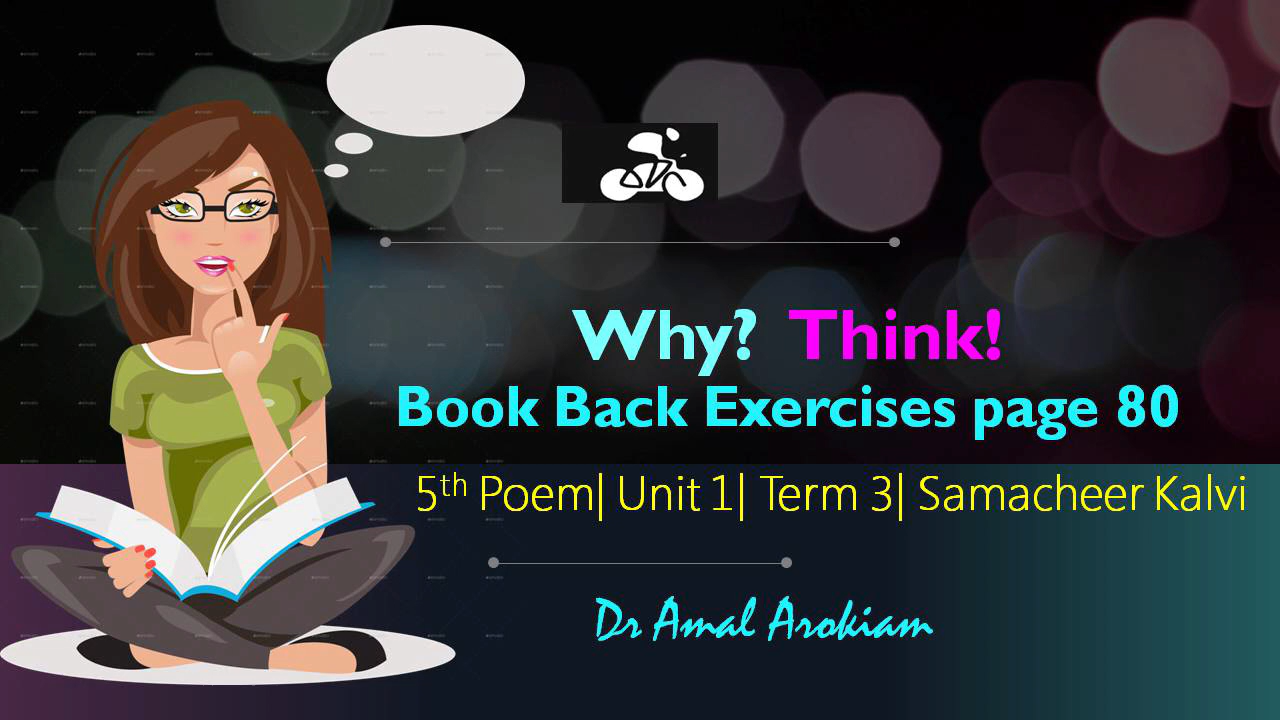 Why? Think!
Book Back Exercises page 80
5th Poem| Unit 1| Term 3| Samacheer Kalvi
Dr Amal Arokiam